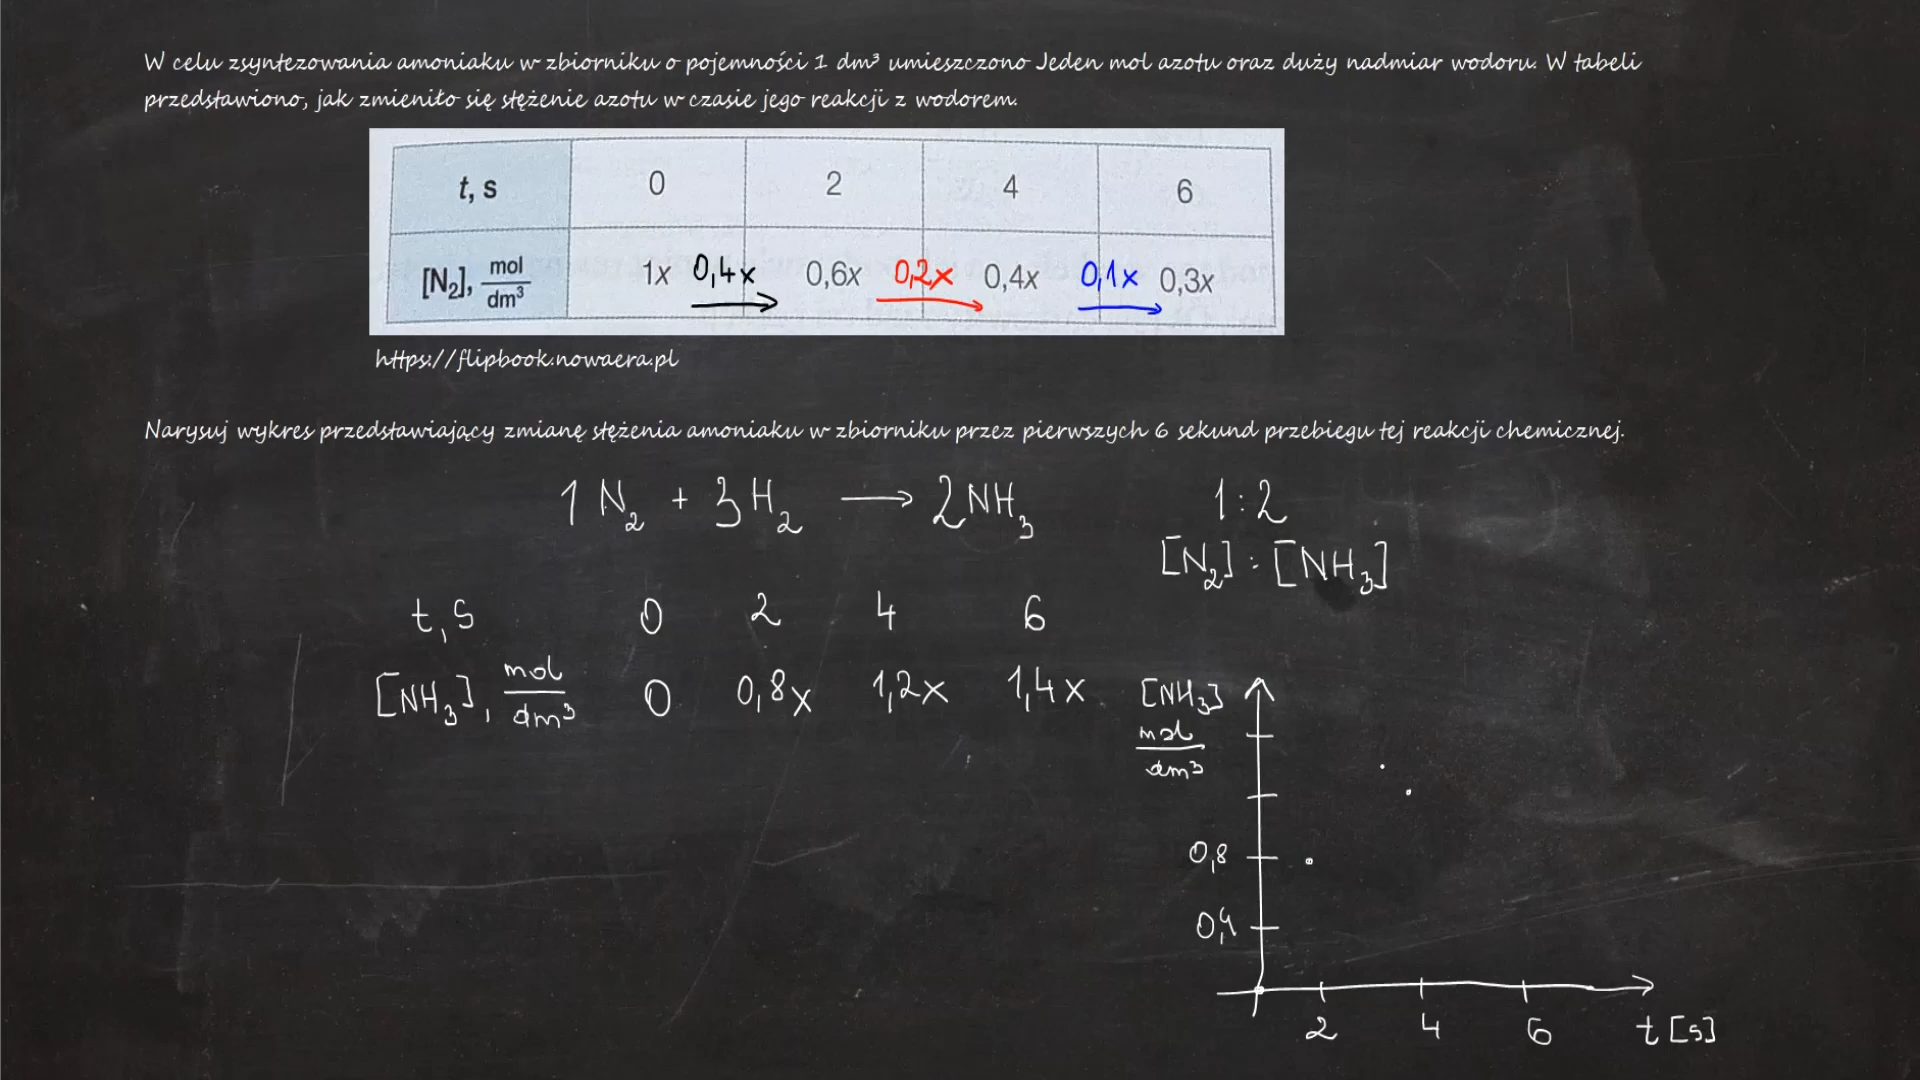 W celu zsyntezowania amoniaku w zbiorniku o pojemności 1 dm³ umieszczono Jeden mol azotu oraz duży nadmiar wodoru. W tabeli
przedstawiono, jak zmieniło się stężenie azotu w czasie jego reakcji z wodorem.
t, s 0 2 4 6
[N₂], mol/dm³ 1x 0,4x 0,6x 0,2x 0,4x 0,1x 0,3x
https://flipbook.nowaera.pl
Narysuj wykres przedstawiający zmianę stężenia amoniaku w zbiorniku przez pierwszych 6 sekund przebiegu tej reakcji chemicznej.
1 N₂ + 3H₂ → 2NH₃ 1:2
[N₂] : [NH₃]
t, s 0 2 4 6
[NH₃], mol/dm³ 0 0,8x 1,2x 1,4x
[NH₃]
mol/dm³
0,8
0,4
2 4 6 t [s]